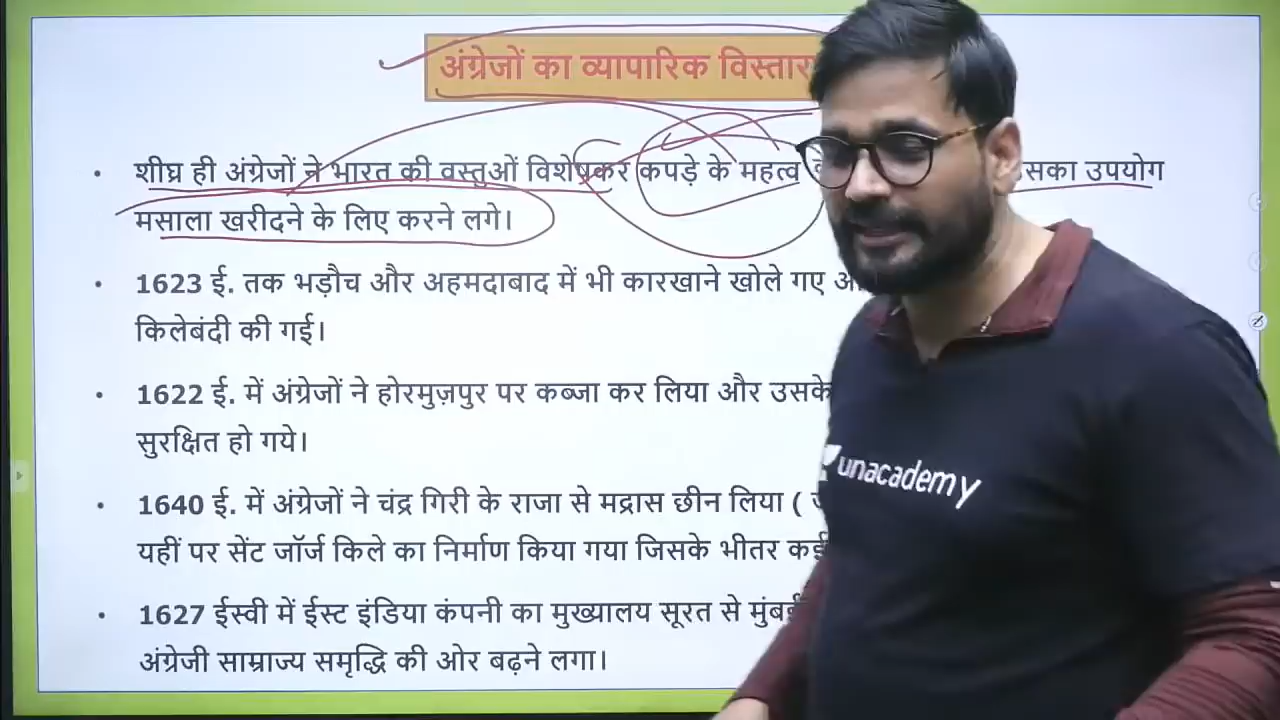 अंग्रेजों का व्यापारिक विस्तार
• शीघ्र ही अंग्रेजों ने भारत की वस्तुओं विशेषकर कपड़े के महत्व उपयोग
मसाला खरीदने के लिए करने लगे।
• 1623 ई. तक भड़ौच और अहमदाबाद में भी कारखाने खोले गए
किलेबंदी की गई।
• 1622 ई. में अंग्रेजों ने होरमुज़पुर पर कब्जा कर लिया और उसके
सुरक्षित हो गये।
• 1640 ई. में अंग्रेजों ने चंद्र गिरी के राजा से मद्रास छीन लिया (
यहीं पर सेंट जॉर्ज किले का निर्माण किया गया जिसके भीतर
• 1627 ईस्वी में ईस्ट इंडिया कंपनी का मुख्यालय सूरत से
अंग्रेजी साम्राज्य समृद्धि की ओर बढ़ने लगा।
unacademy